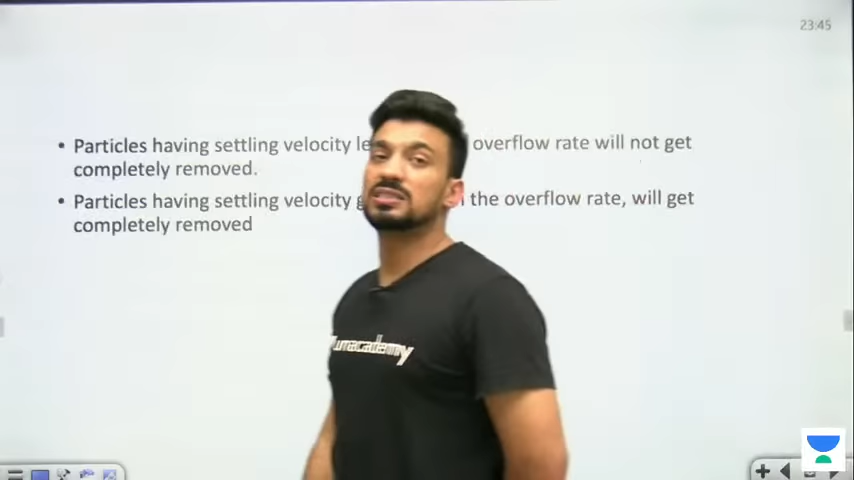 23:45
• Particles having settling velocity overflow rate will not get
completely removed.
• Particles having settling velocity the overflow rate, will get
completely removed
unacademy